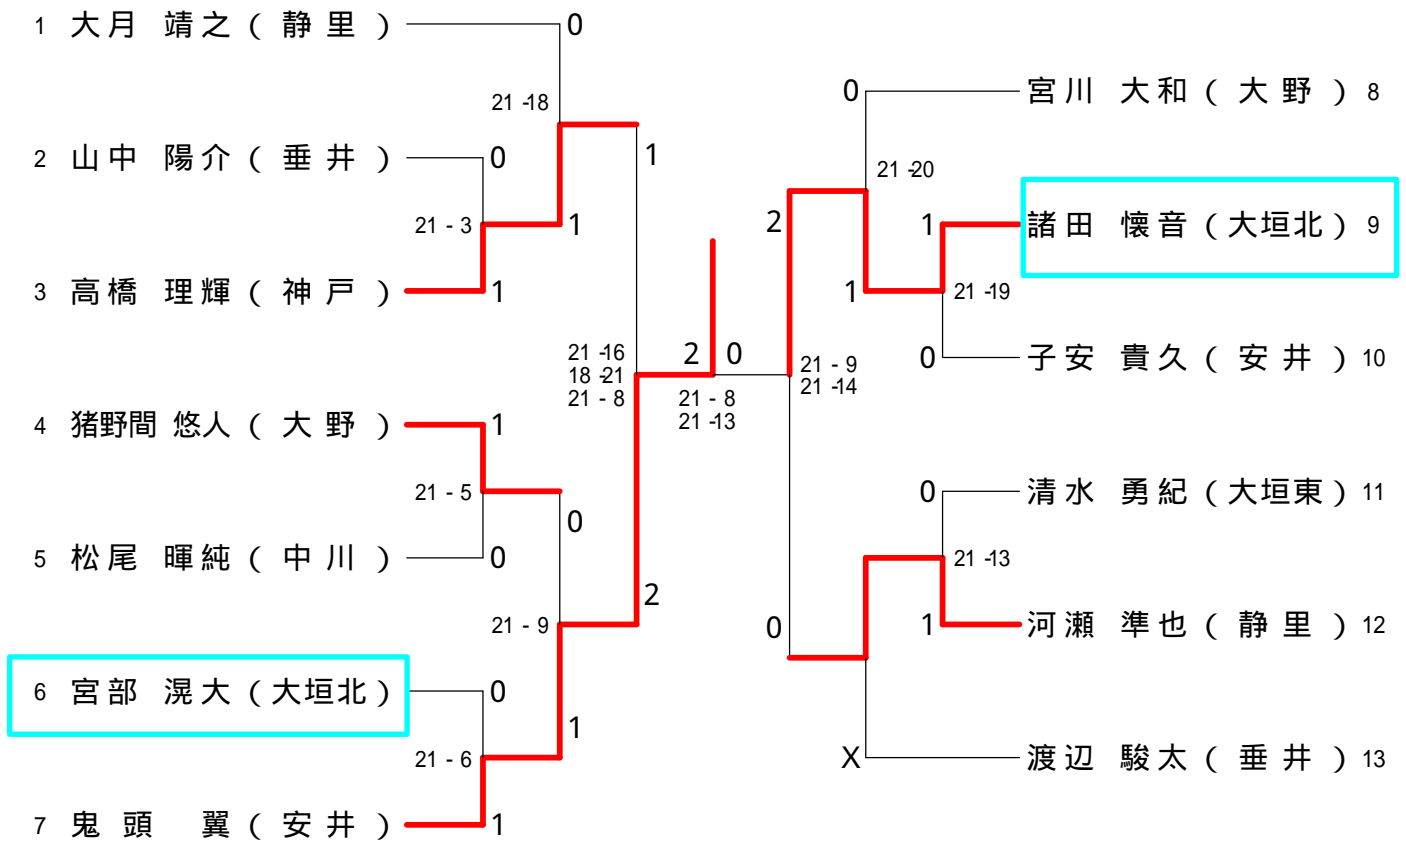 1 大月 靖之 ( 静 里 )
0
21 -18
2 山中 陽介 ( 垂 井 )
0
1
21 - 3
1
3 高橋 理輝 ( 神 戸 )
1
21 -16
18 -21
21 - 8
4 猪野間 悠人 ( 大 野 )
1
21 - 5
0
5 松尾 暉純 ( 中 川 )
0
2
21 - 9
6 宮部 滉大 ( 大垣北 )
0
1
21 - 6
7 鬼頭 翼 ( 安 井 )
1
2 0
21 - 8
21 -13
0
宮川 大和 ( 大 野 ) 8
21 -20
2
1
諸田 懐音 ( 大垣北 ) 9
1
21 -19
0
子安 貴久 ( 安 井 ) 10
21 - 9
21 -14
0
清水 勇紀 ( 大垣東 ) 11
21 -13
0
1
河瀬 準也 ( 静 里 ) 12
X
渡辺 駿太 ( 垂 井 ) 13